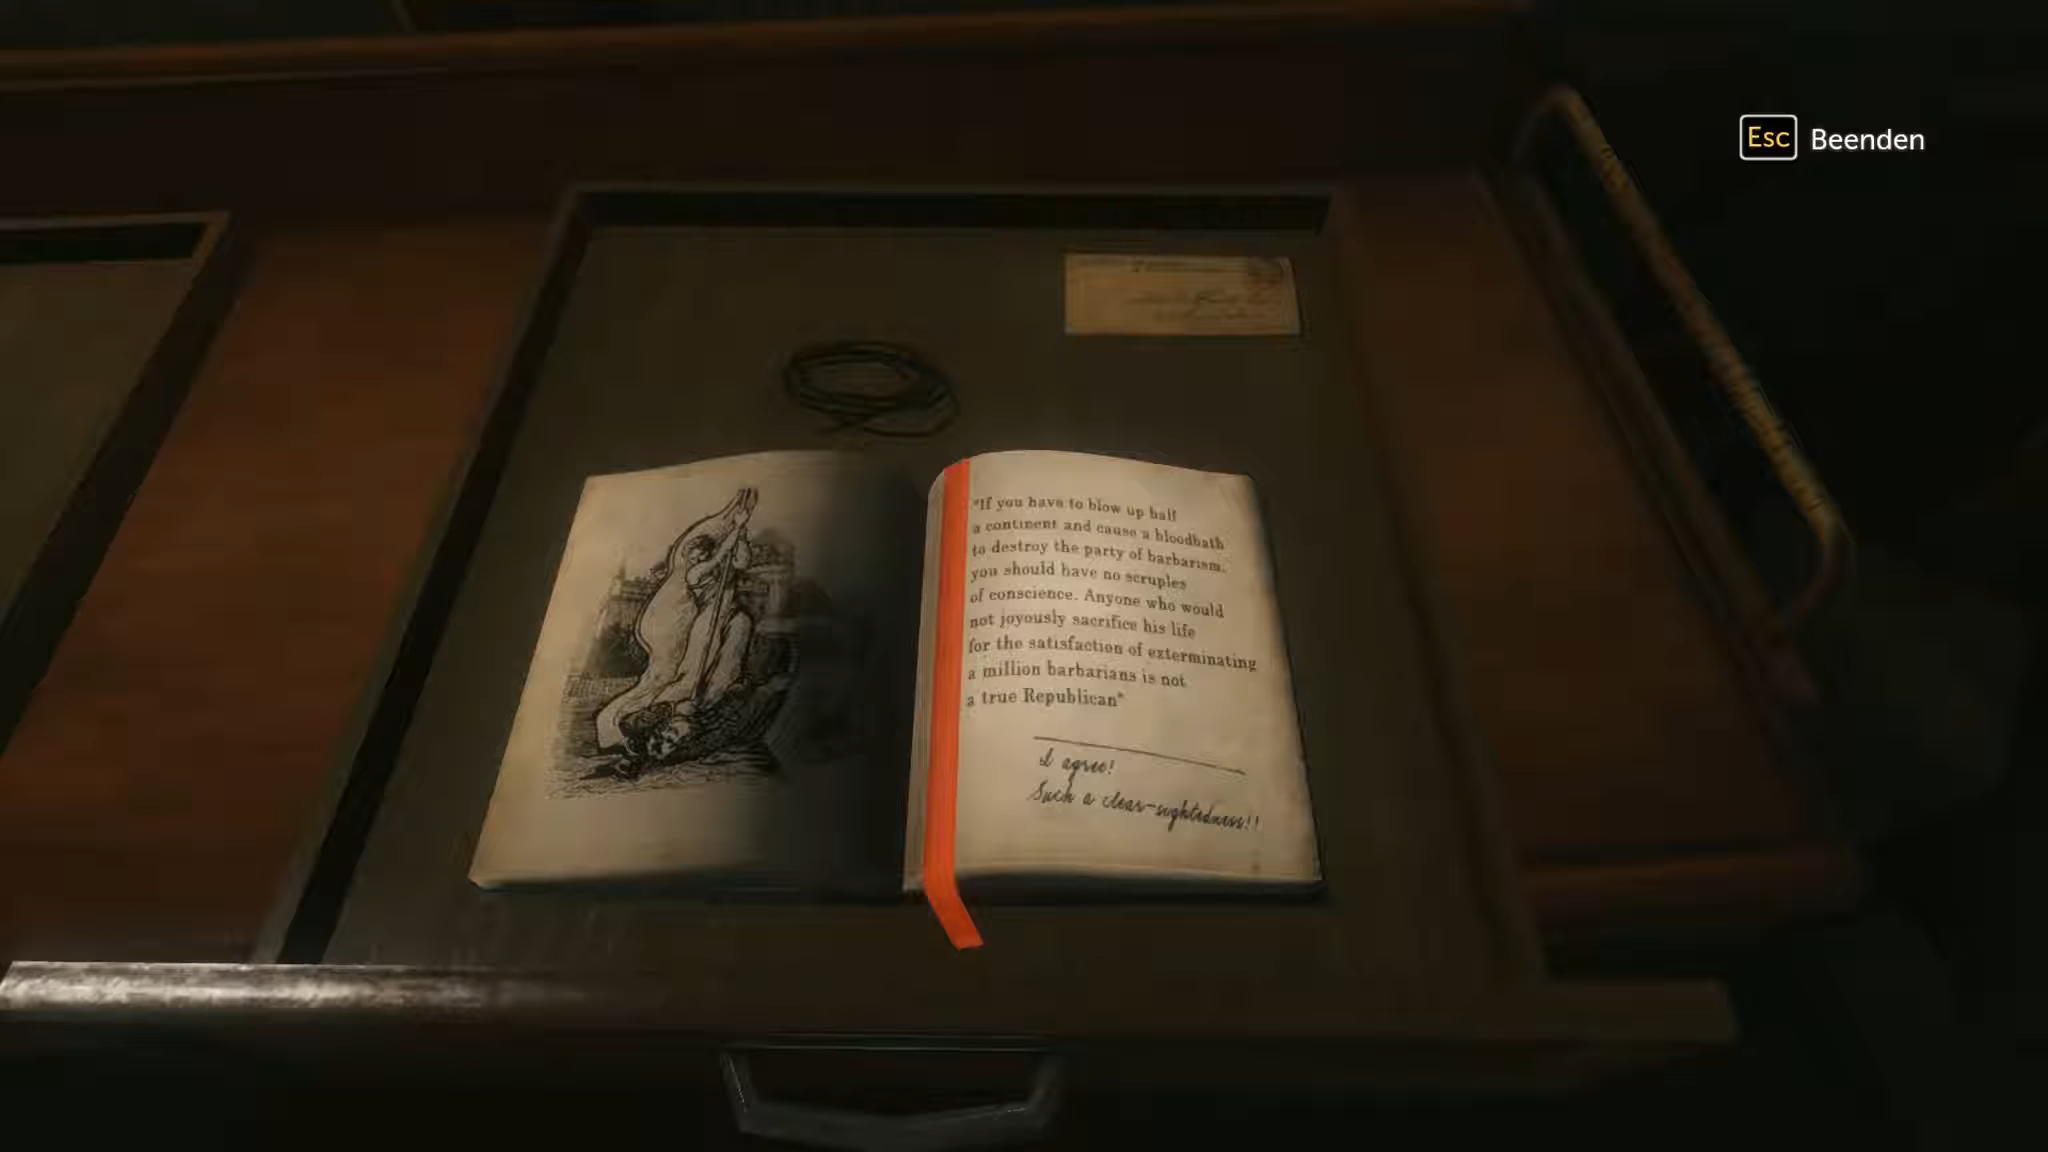 Esc Beenden
"If you have to blow up half
a continent and cause a bloodbath
to destroy the party of barbarism,
you should have no scruples
of conscience. Anyone who would
not joyously sacrifice his life
for the satisfaction of exterminating
a million barbarians is not
a true Republican"
I agree!
Such a clear-sightedness!!